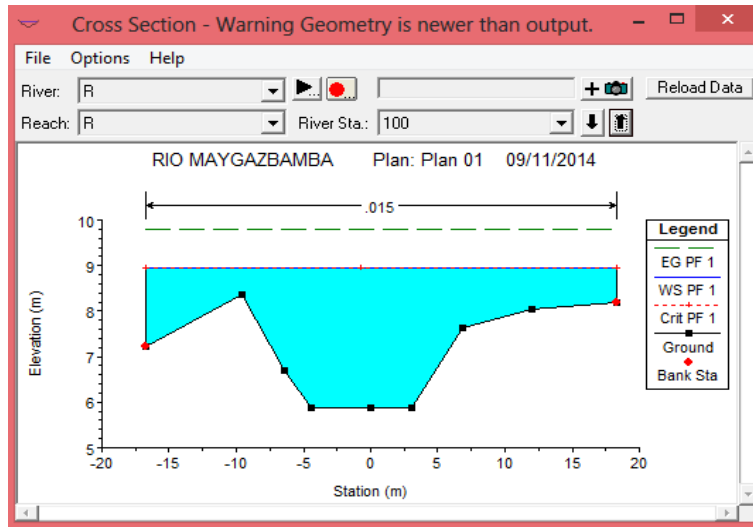 Cross Section - Warning Geometry is newer than output.
File Options Help
River: R Reload Data
Reach: R River Sta.: 100
RIO MAYGAZBAMBA Plan: Plan 01 09/11/2014
.015
Legend
EG PF 1
WS PF 1
Crit PF 1
Ground
Bank Sta
10
9
8
7
6
5
Elevation (m)
-20 -15 -10 -5 0 5 10 15 20
Station (m)